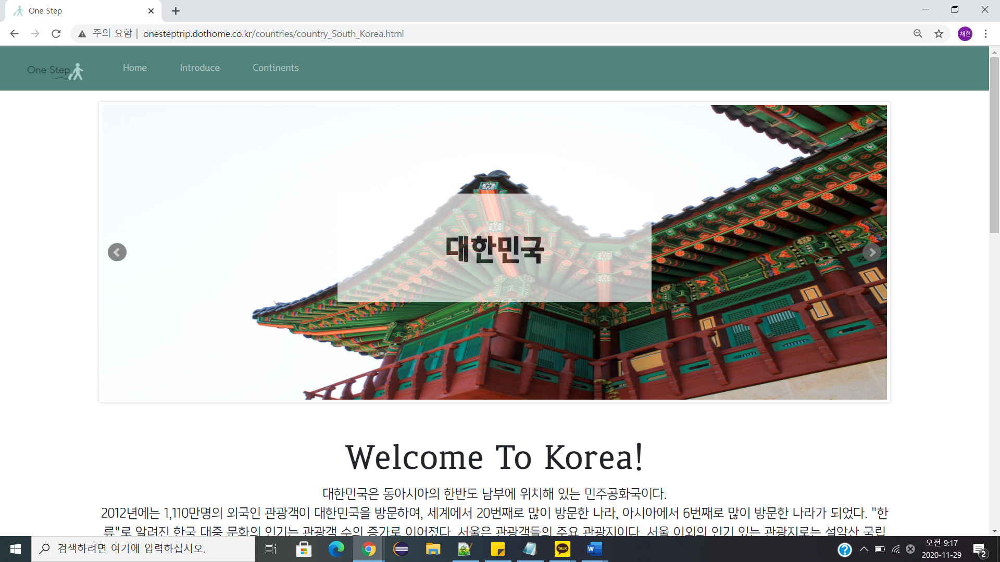 One Step
주의 요함 | onesteptrip.dothome.co.kr/countries/country_South_Korea.html
채현
One Step
Home Introduce Continents
대한민국
Welcome To Korea!
대한민국은 동아시아의 한반도 남부에 위치해 있는 민주공화국이다.
2012년에는 1,110만명의 외국인 관광객이 대한민국을 방문하여, 세계에서 20번째로 많이 방문한 나라, 아시아에서 6번째로 많이 방문한 나라가 되었다. "한
류"로 알려진 한국 대중 문화의 인기는 관광객 수의 증가로 이어졌다. 서울은 관광객들의 주요 관광지이다. 서울 이외의 인기 있는 관광지로는 설악산 국립
검색하려면 여기에 입력하십시오.
TALK
W
오전 9:17
2020-11-29
2